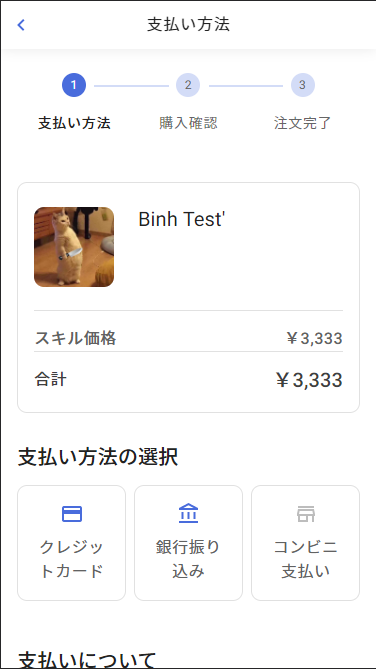 支払い方法
1 2 3
支払い方法 購入確認 注文完了
Binh Test'
スキル価格 ¥3,333
合計 ¥3,333
支払い方法の選択
クレジッ 銀行振り コンビニ
トカード 込み 支払い
支払いについて